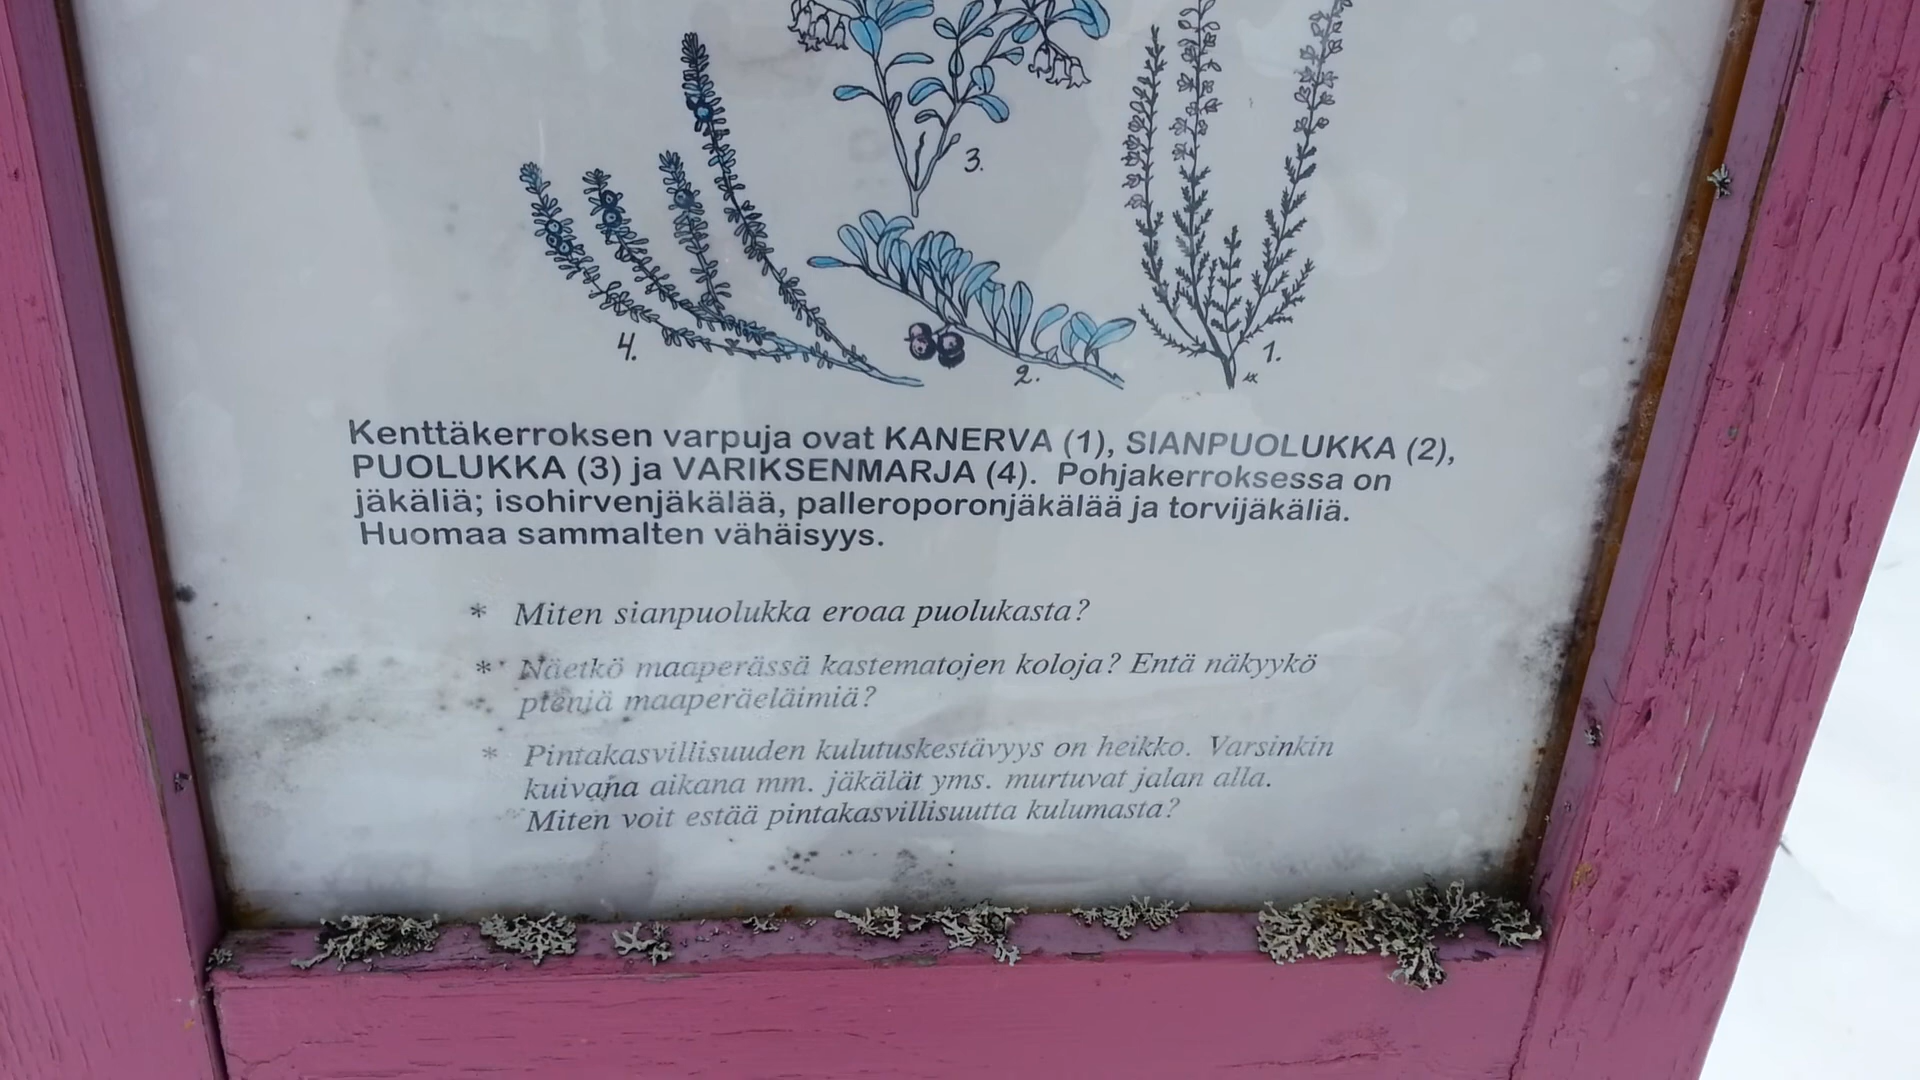 3.
4.
2.
1.
Kenttäkerroksen varpuja ovat KANERVA (1), SIANPUOLUKKA (2),
PUOLUKKA (3) ja VARIKSENMARJA (4). Pohjakerroksessa on
jäkäliä; isohirvenjäkälää, palleroporonjäkälää ja torvijäkäliä.
Huomaa sammalten vähäisyys.
* Miten sianpuolukka eroaa puolukasta?
* Näetkö maaperässä kastematojen koloja? Entä näkyykö
pieniä maaperäeläimiä?
* Pintakasvillisuuden kulutuskestävyys on heikko. Varsinkin
kuivana aikana mm. jäkälät yms. murtuvat jalan alla.
Miten voit estää pintakasvillisuutta kulumasta?